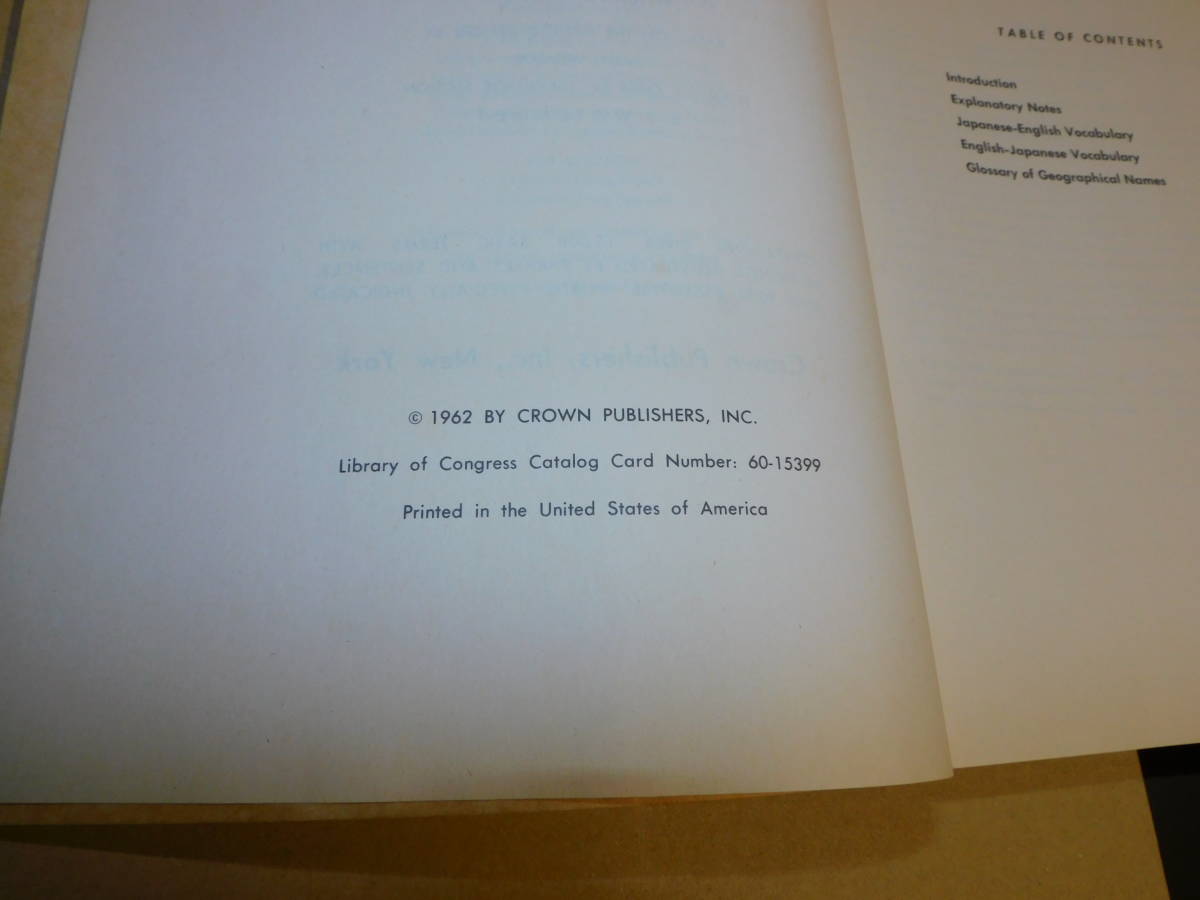 © 1962 BY CROWN PUBLISHERS, INC.
Library of Congress Catalog Card Number: 60-15399
Printed in the United States of America
TABLE OF CONTENTS
Introduction
Explanatory Notes
Japanese-English Vocabulary
English-Japanese Vocabulary
Glossary of Geographical Names